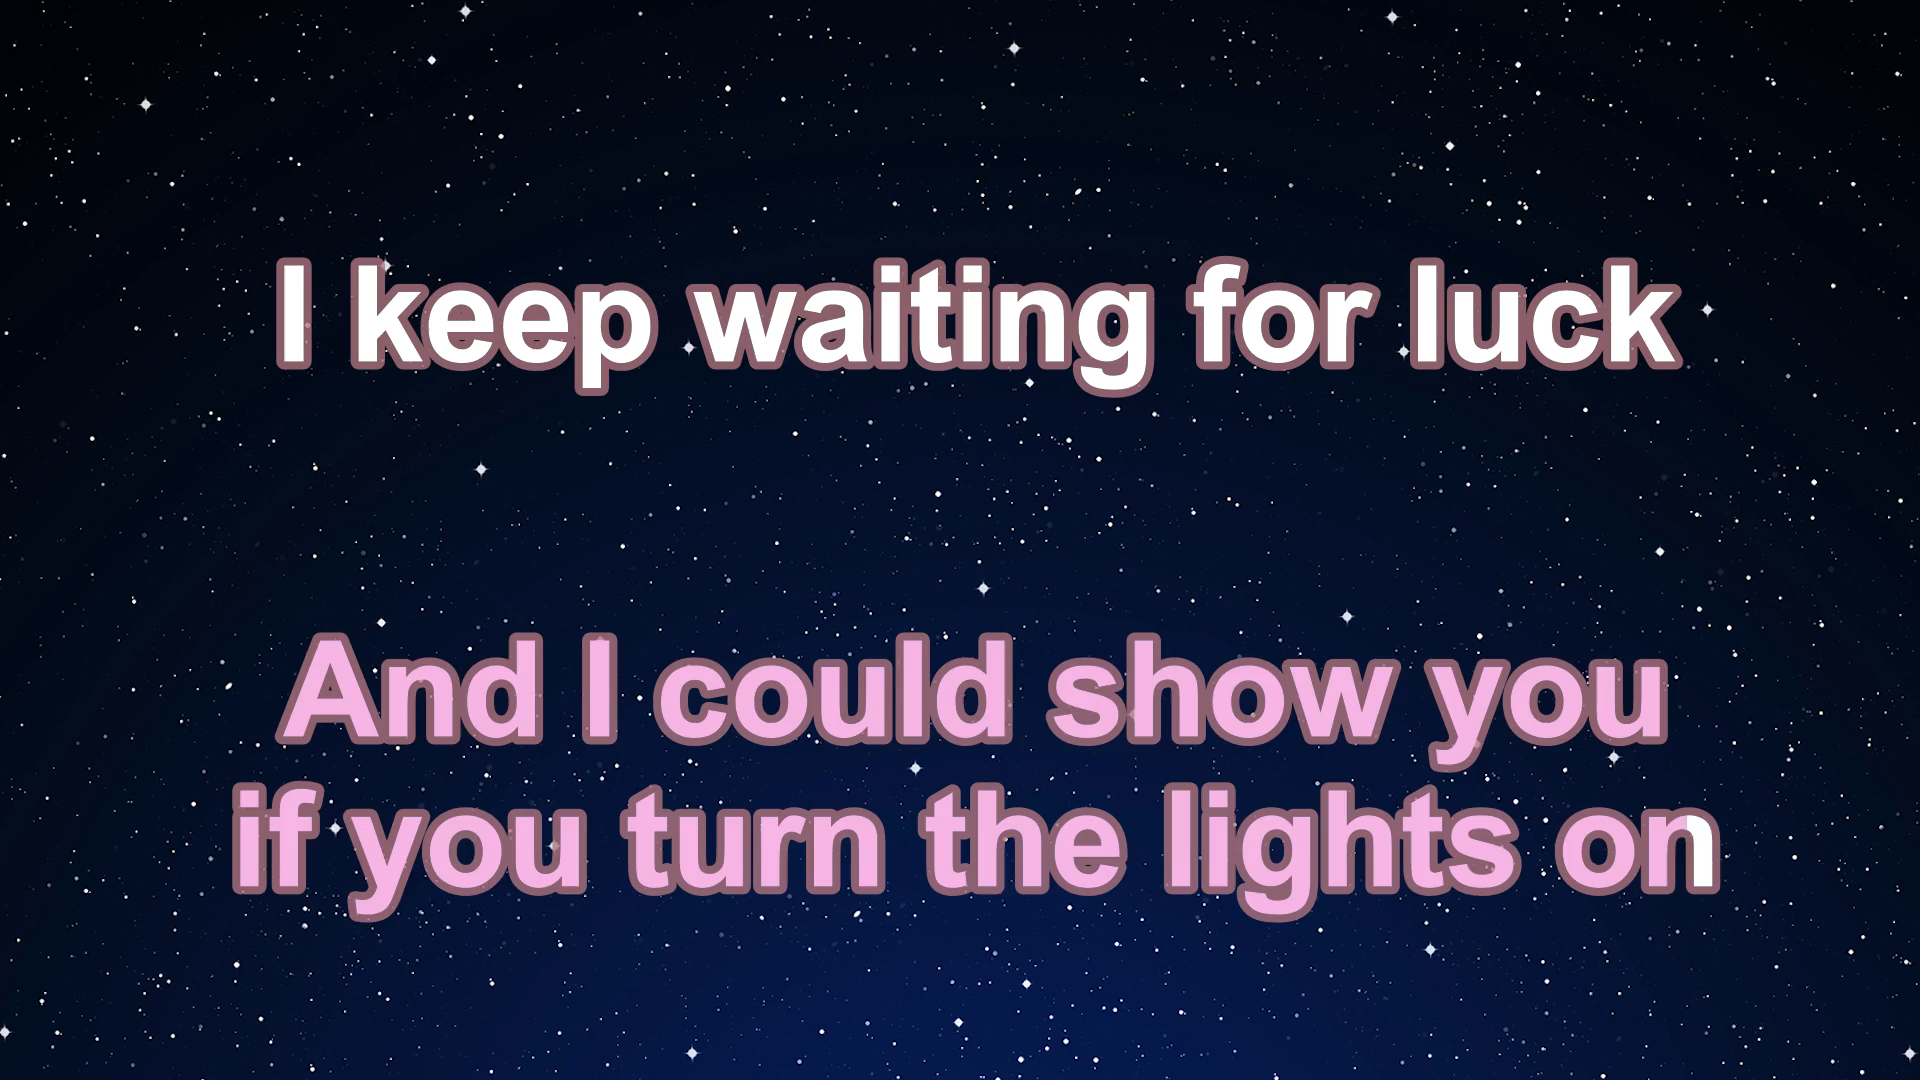 I keep waiting for luck
And I could show you
if you turn the lights on